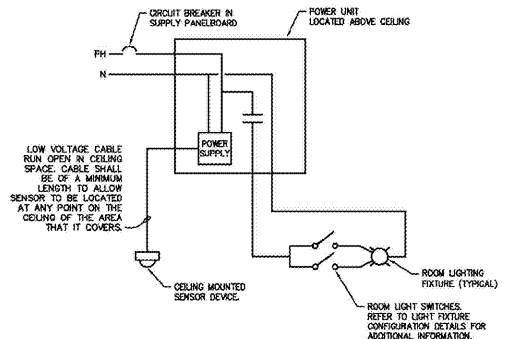 CIRCUIT BREAKER IN
SUPPLY PANELBOARD
POWER UNIT
LOCATED ABOVE CEILING
FH
N
POWER
SUPPLY
LOW VOLTAGE CABLE
RUN OPEN IN CEILING
SPACE. CABLE SHALL
BE OF A MINIMUM
LENGTH TO ALLOW
SENSOR TO BE LOCATED
AT ANY POINT ON THE
CEILING OF THE AREA
THAT IT COVERS.
CEILING MOUNTED
SENSOR DEVICE.
ROOM LIGHTING
FIXTURE (TYPICAL)
ROOM LIGHT SWITCHES.
REFER TO LIGHT FIXTURE
CONFIGURATION DETAILS FOR
ADDITIONAL INFORMATION.